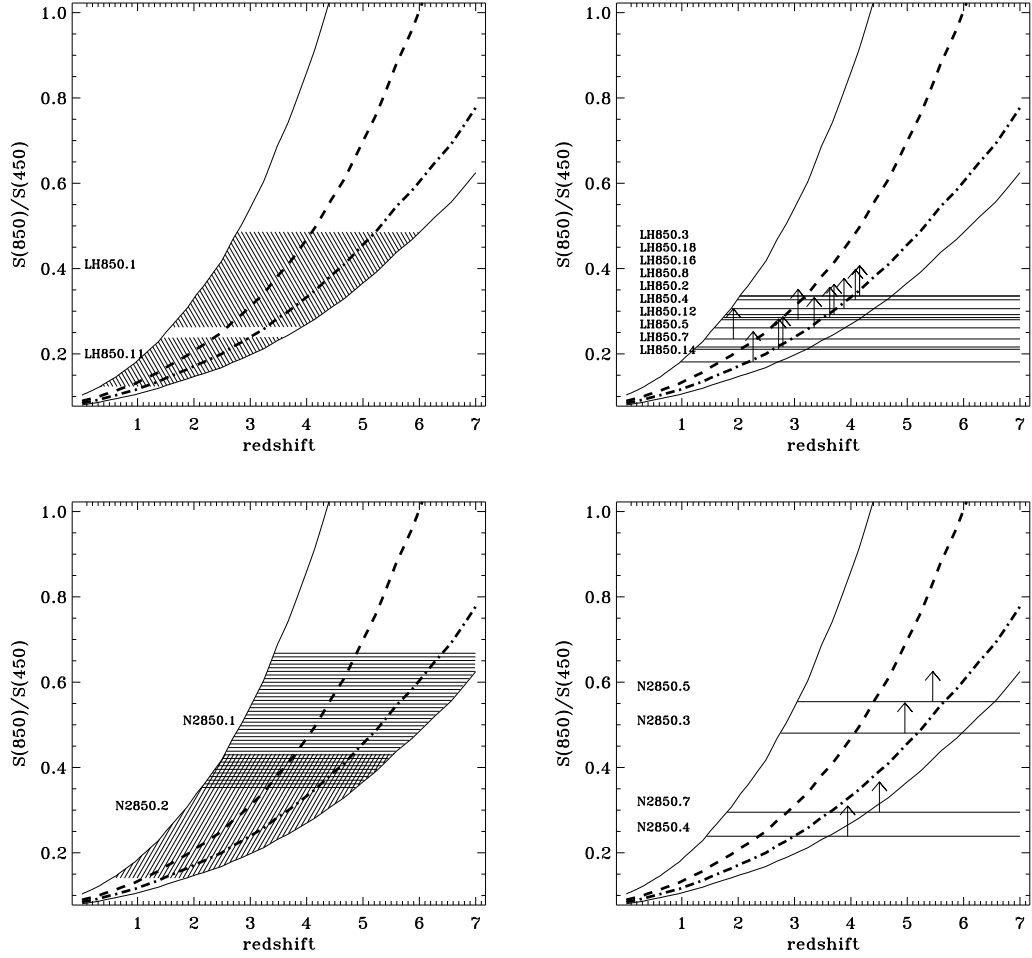 1.0
0.8
0.6
0.4
0.2
S(850)/S(450)
LH850.1
LH850.11
1 2 3 4 5 6 7
redshift
1.0
0.8
0.6
0.4
0.2
S(850)/S(450)
LH850.3
LH850.18
LH850.16
LH850.8
LH850.2
LH850.4
LH850.12
LH850.5
LH850.7
LH850.14
1 2 3 4 5 6 7
redshift
1.0
0.8
0.6
0.4
0.2
S(850)/S(450)
N2850.1
N2850.2
1 2 3 4 5 6 7
redshift
1.0
0.8
0.6
0.4
0.2
S(850)/S(450)
N2850.5
N2850.3
N2850.7
N2850.4
1 2 3 4 5 6 7
redshift